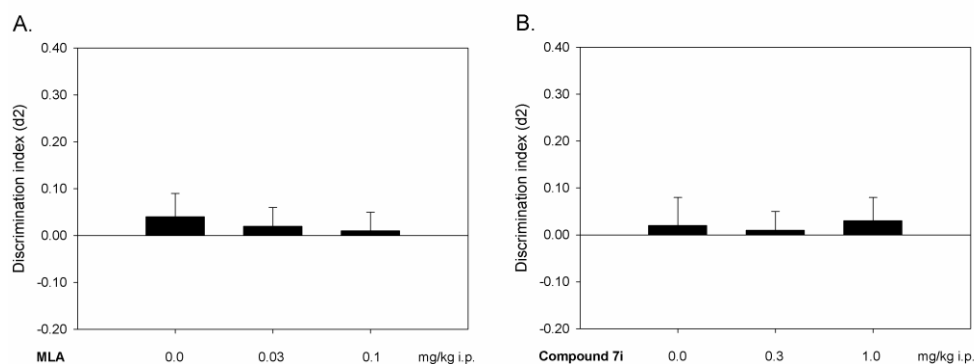 A.
Discrimination index (d2)
0.40
0.30
0.20
0.10
0.00
-0.10
-0.20
MLA 0.0 0.03 0.1 mg/kg i.p.
B.
Discrimination index (d2)
0.40
0.30
0.20
0.10
0.00
-0.10
-0.20
Compound 7i 0.0 0.3 1.0 mg/kg i.p.